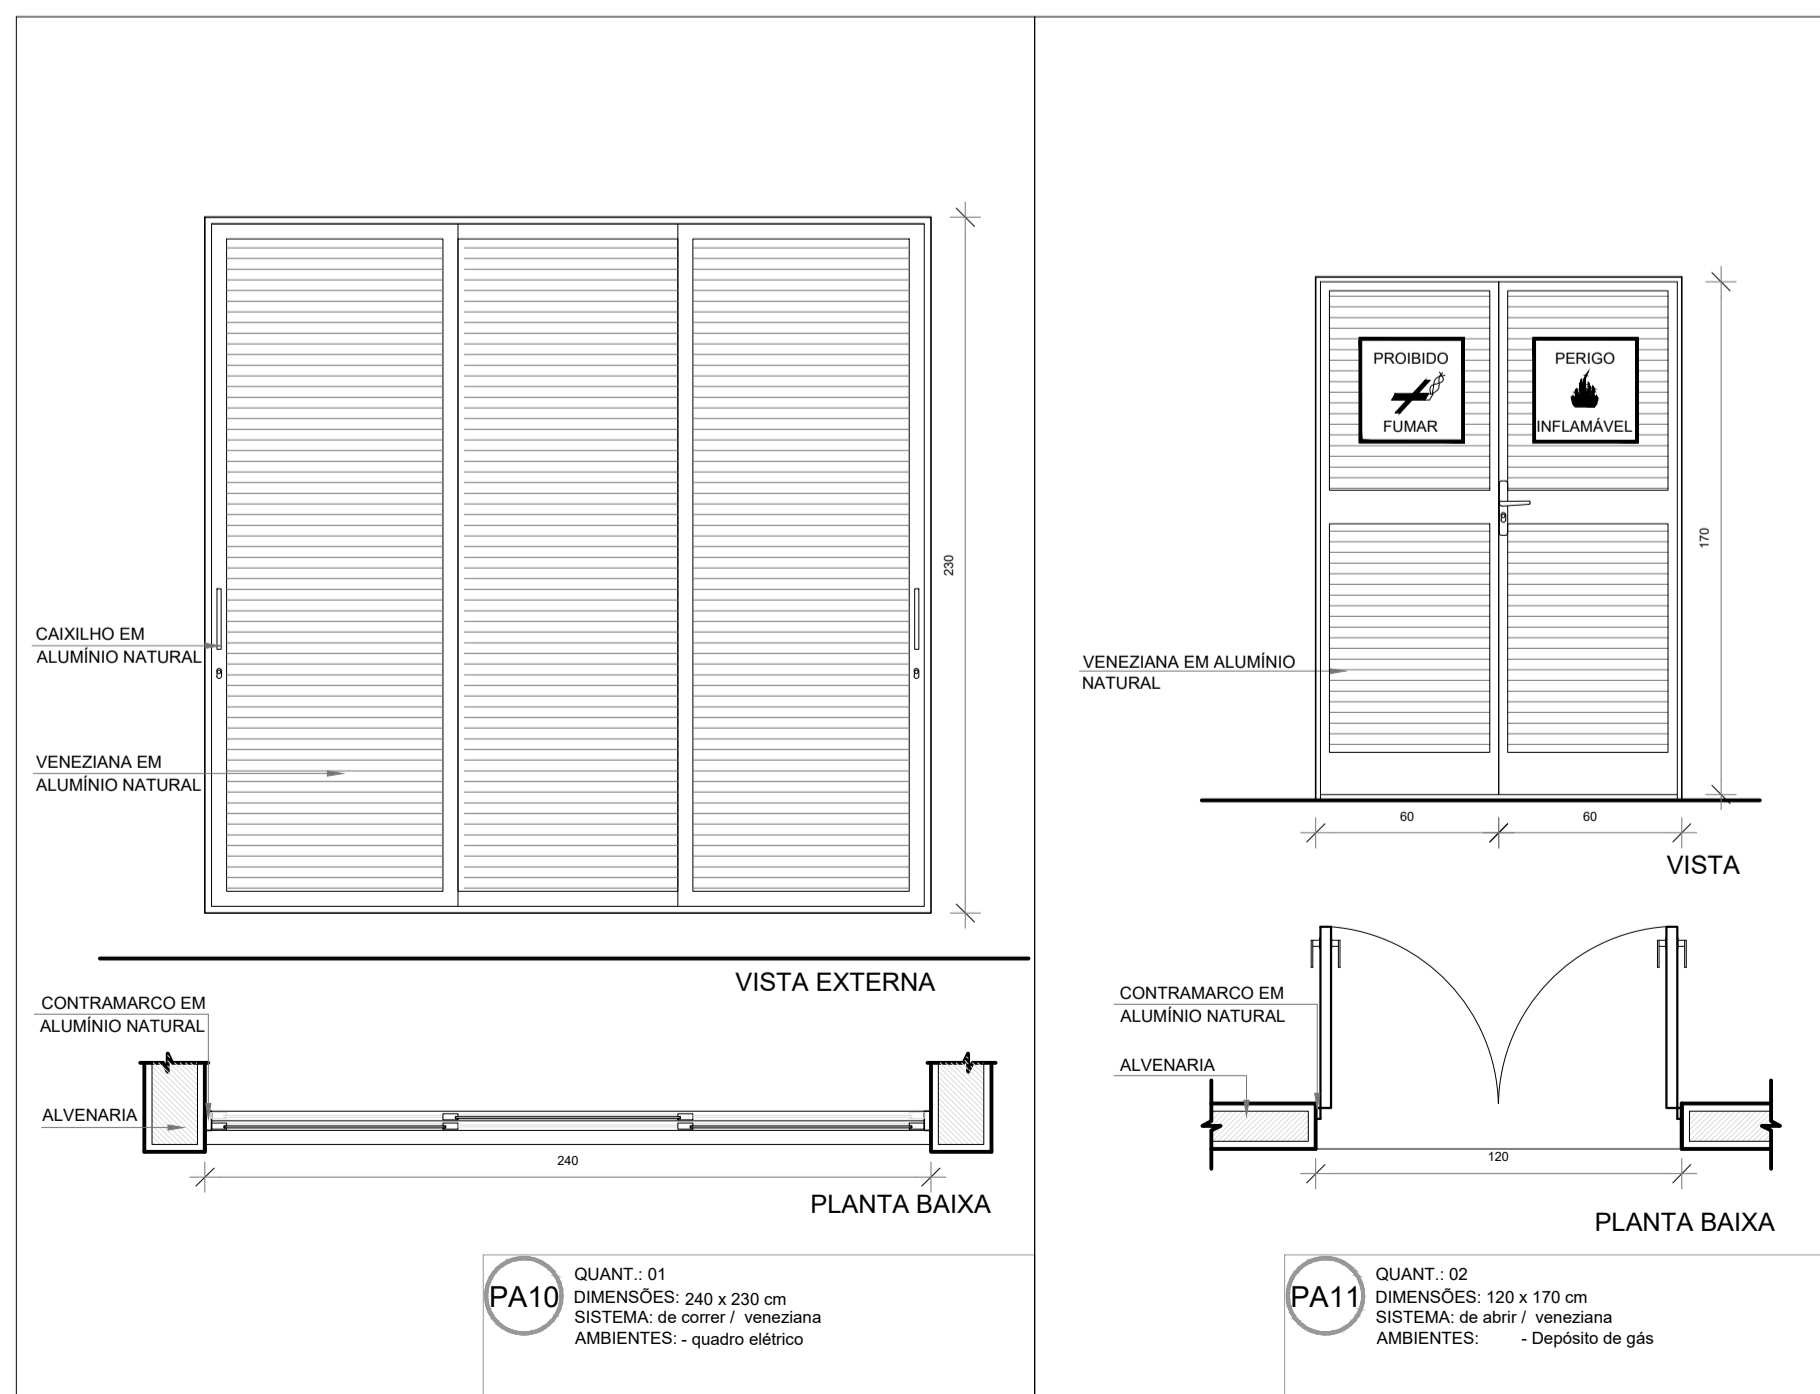 230
CAIXILHO EM
ALUMÍNIO NATURAL
VENEZIANA EM
ALUMÍNIO NATURAL
VISTA EXTERNA
CONTRAMARCO EM
ALUMÍNIO NATURAL
ALVENARIA
240
PLANTA BAIXA
PA10
QUANT.: 01
DIMENSÕES: 240 x 230 cm
SISTEMA: de correr / veneziana
AMBIENTES: - quadro elétrico
PROIBIDO
FUMAR
PERIGO
INFLAMÁVEL
170
VENEZIANA EM ALUMÍNIO
NATURAL
60
60
VISTA
CONTRAMARCO EM
ALUMÍNIO NATURAL
ALVENARIA
120
PLANTA BAIXA
PA11
QUANT.: 02
DIMENSÕES: 120 x 170 cm
SISTEMA: de abrir / veneziana
AMBIENTES: - Depósito de gás